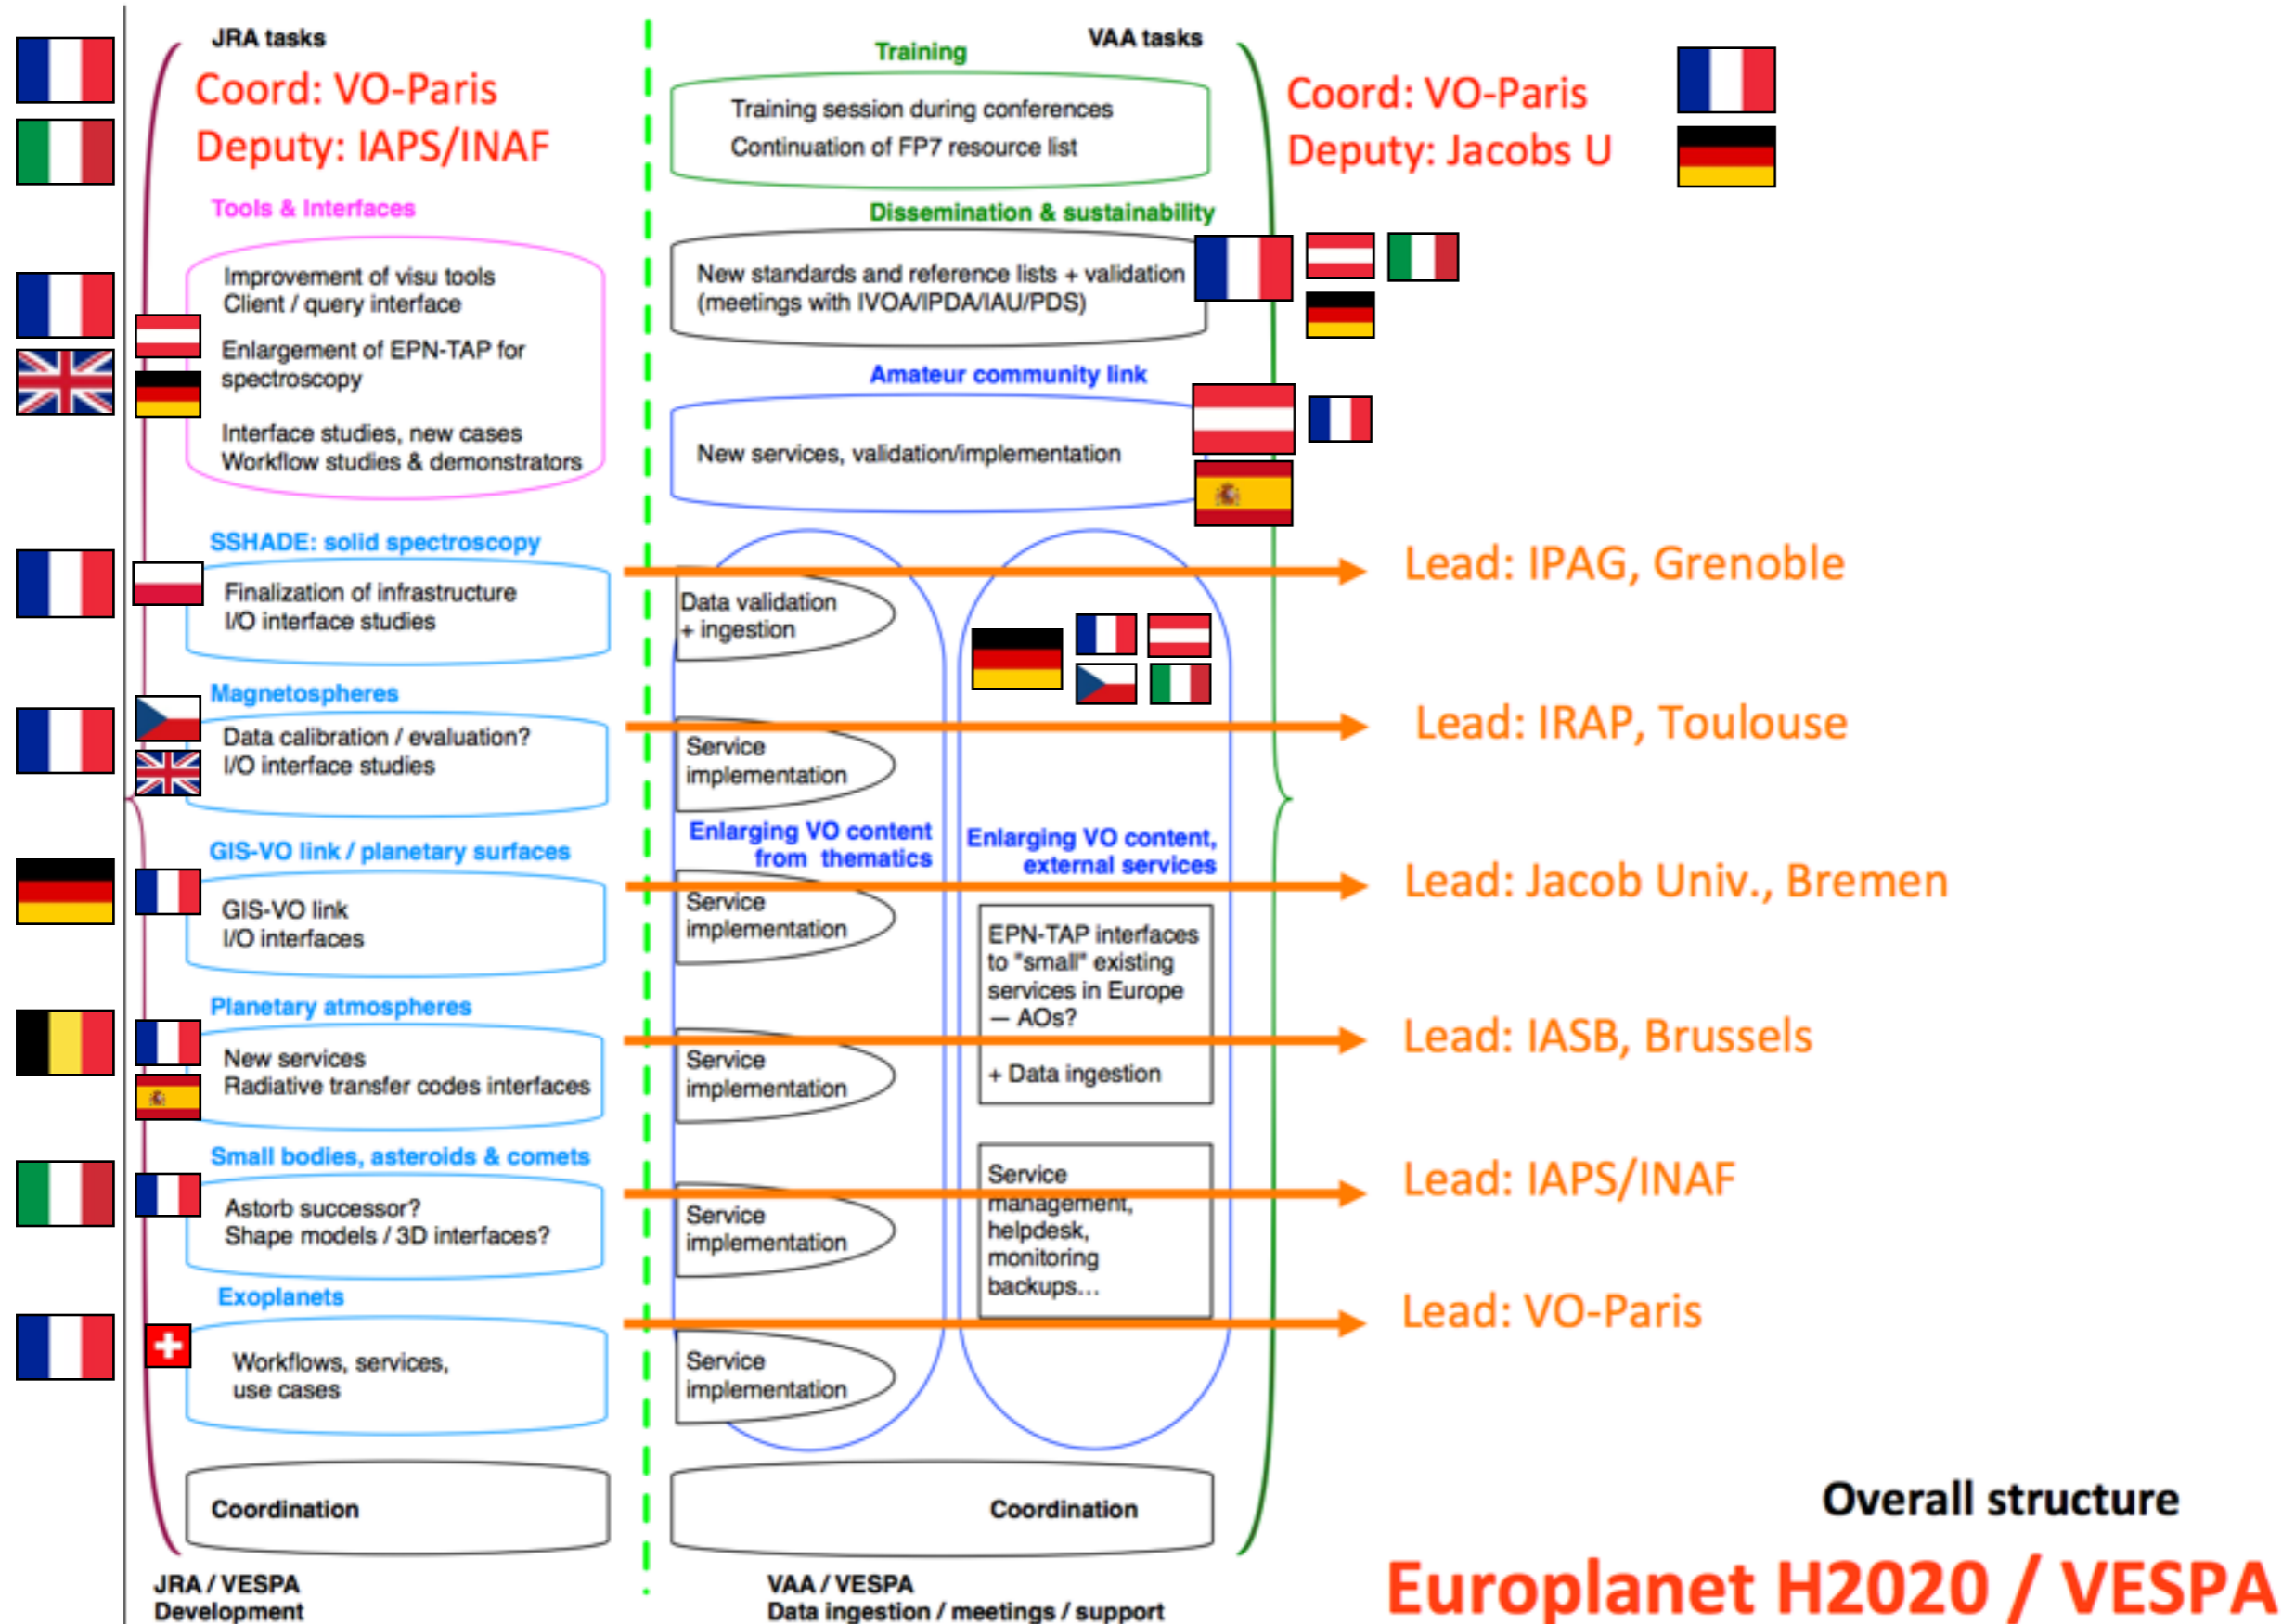 JRA tasks
Coord: VO-Paris
Deputy: IAPS/INAF
Tools & Interfaces
Improvement of visu tools
Client / query interface
Enlargement of EPN-TAP for
spectroscopy
Interface studies, new cases
Workflow studies & demonstrators
SSHADE: solid spectroscopy
Finalization of infrastructure
I/O interface studies
Magnetospheres
Data calibration / evaluation?
I/O interface studies
GIS-VO link / planetary surfaces
GIS-VO link
I/O interfaces
Planetary atmospheres
New services
Radiative transfer codes interfaces
Small bodies, asteroids & comets
Astorb successor?
Shape models / 3D interfaces?
Exoplanets
Workflows, services,
use cases
Coordination
JRA / VESPA
Development
VAA tasks
Training
Training session during conferences
Continuation of FP7 resource list
Dissemination & sustainability
New standards and reference lists + validation
(meetings with IVOA/IPDA/IAU/PDS)
Amateur community link
New services, validation/implementation
Data validation
+ ingestion
Service
implementation
Enlarging VO content
from thematics
Service
implementation
Service
implementation
Service
implementation
Service
implementation
Enlarging VO content,
external services
EPN-TAP interfaces
to "small" existing
services in Europe
— AOs?
+ Data ingestion
Service
management,
helpdesk,
monitoring
backups...
Coordination
VAA / VESPA
Data ingestion / meetings / support
Coord: VO-Paris
Deputy: Jacobs U
Lead: IPAG, Grenoble
Lead: IRAP, Toulouse
Lead: Jacob Univ., Bremen
Lead: IASB, Brussels
Lead: IAPS/INAF
Lead: VO-Paris
Overall structure
Europlanet H2020 / VESPA